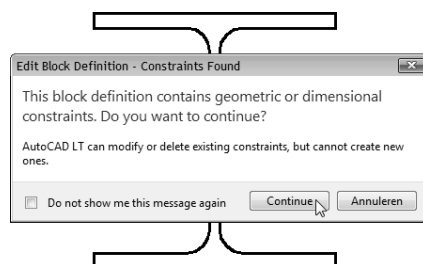 Edit Block Definition - Constraints Found
This block definition contains geometric or dimensional
constraints. Do you want to continue?
AutoCAD LT can modify or delete existing constraints, but cannot create new
ones.
Do not show me this message again
Continue
Annuleren